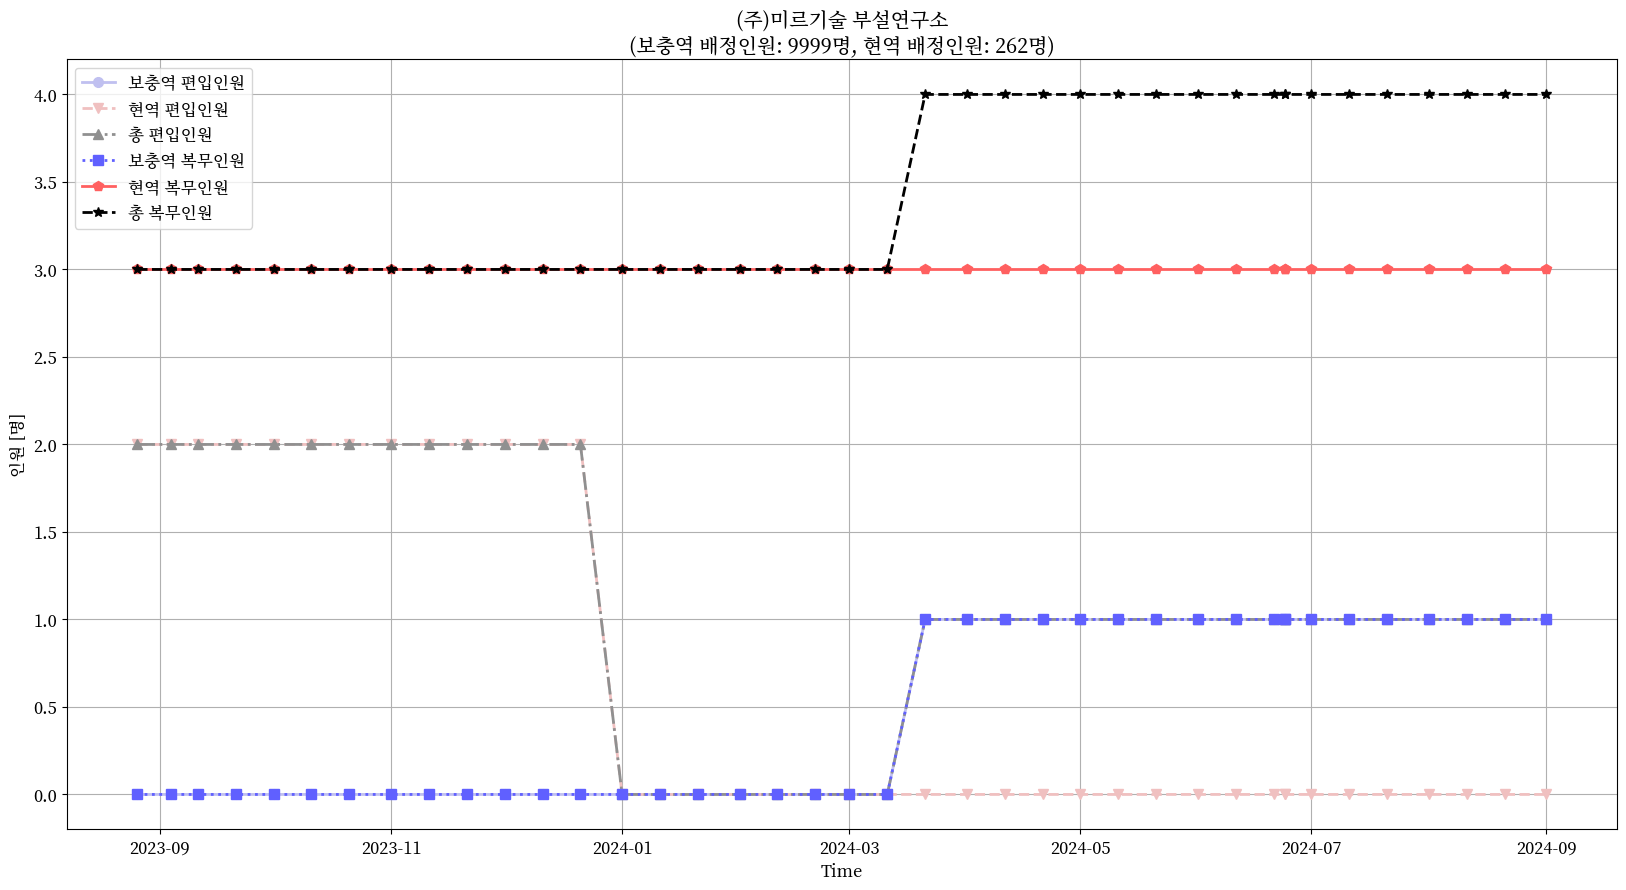 (주)미르기술 부설연구소
(보충역 배정인원: 9999명, 현역 배정인원: 262명)
보충역 편입인원
현역 편입인원
총 편입인원
보충역 복무인원
현역 복무인원
총 복무인원
4.0
3.5
3.0
2.5
2.0
1.5
1.0
0.5
0.0
인원 [명]
2023-09 2023-11 2024-01 2024-03 2024-05 2024-07 2024-09
Time